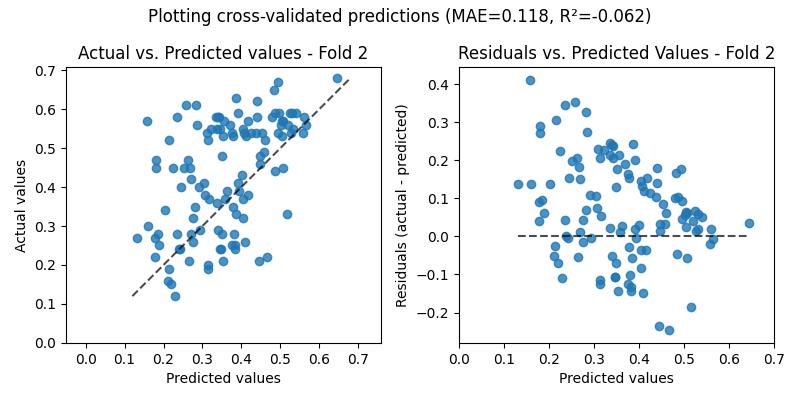 Plotting cross-validated predictions (MAE=0.118, R²=-0.062)
Actual vs. Predicted values - Fold 2
0.7
0.6
0.5
0.4
0.3
0.2
0.1
0.0
Actual values
0.0 0.1 0.2 0.3 0.4 0.5 0.6 0.7
Predicted values
Residuals vs. Predicted Values - Fold 2
0.4
0.3
0.2
0.1
0.0
−0.1
−0.2
Residuals (actual - predicted)
0.0 0.1 0.2 0.3 0.4 0.5 0.6 0.7
Predicted values